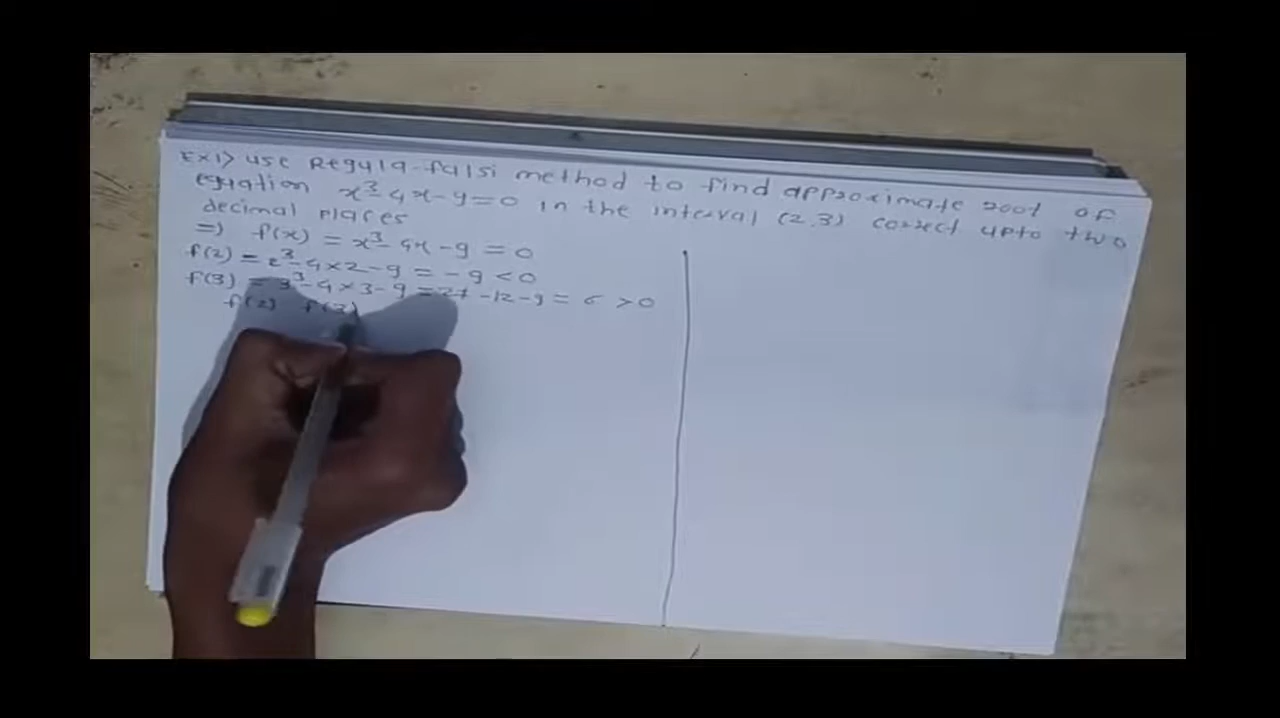 Ex1> use Regula-falsi method to find approximate root of
equation x³-4x-9=0 in the interval (2,3) correct upto two
decimal places
=> f(x) = x³-4x-9=0
f(2) = 2³-4×2-9 = -9<0
f(3) = 3³-4×3-9 = 27-12-9 = 6 >0
f(2) f(3)